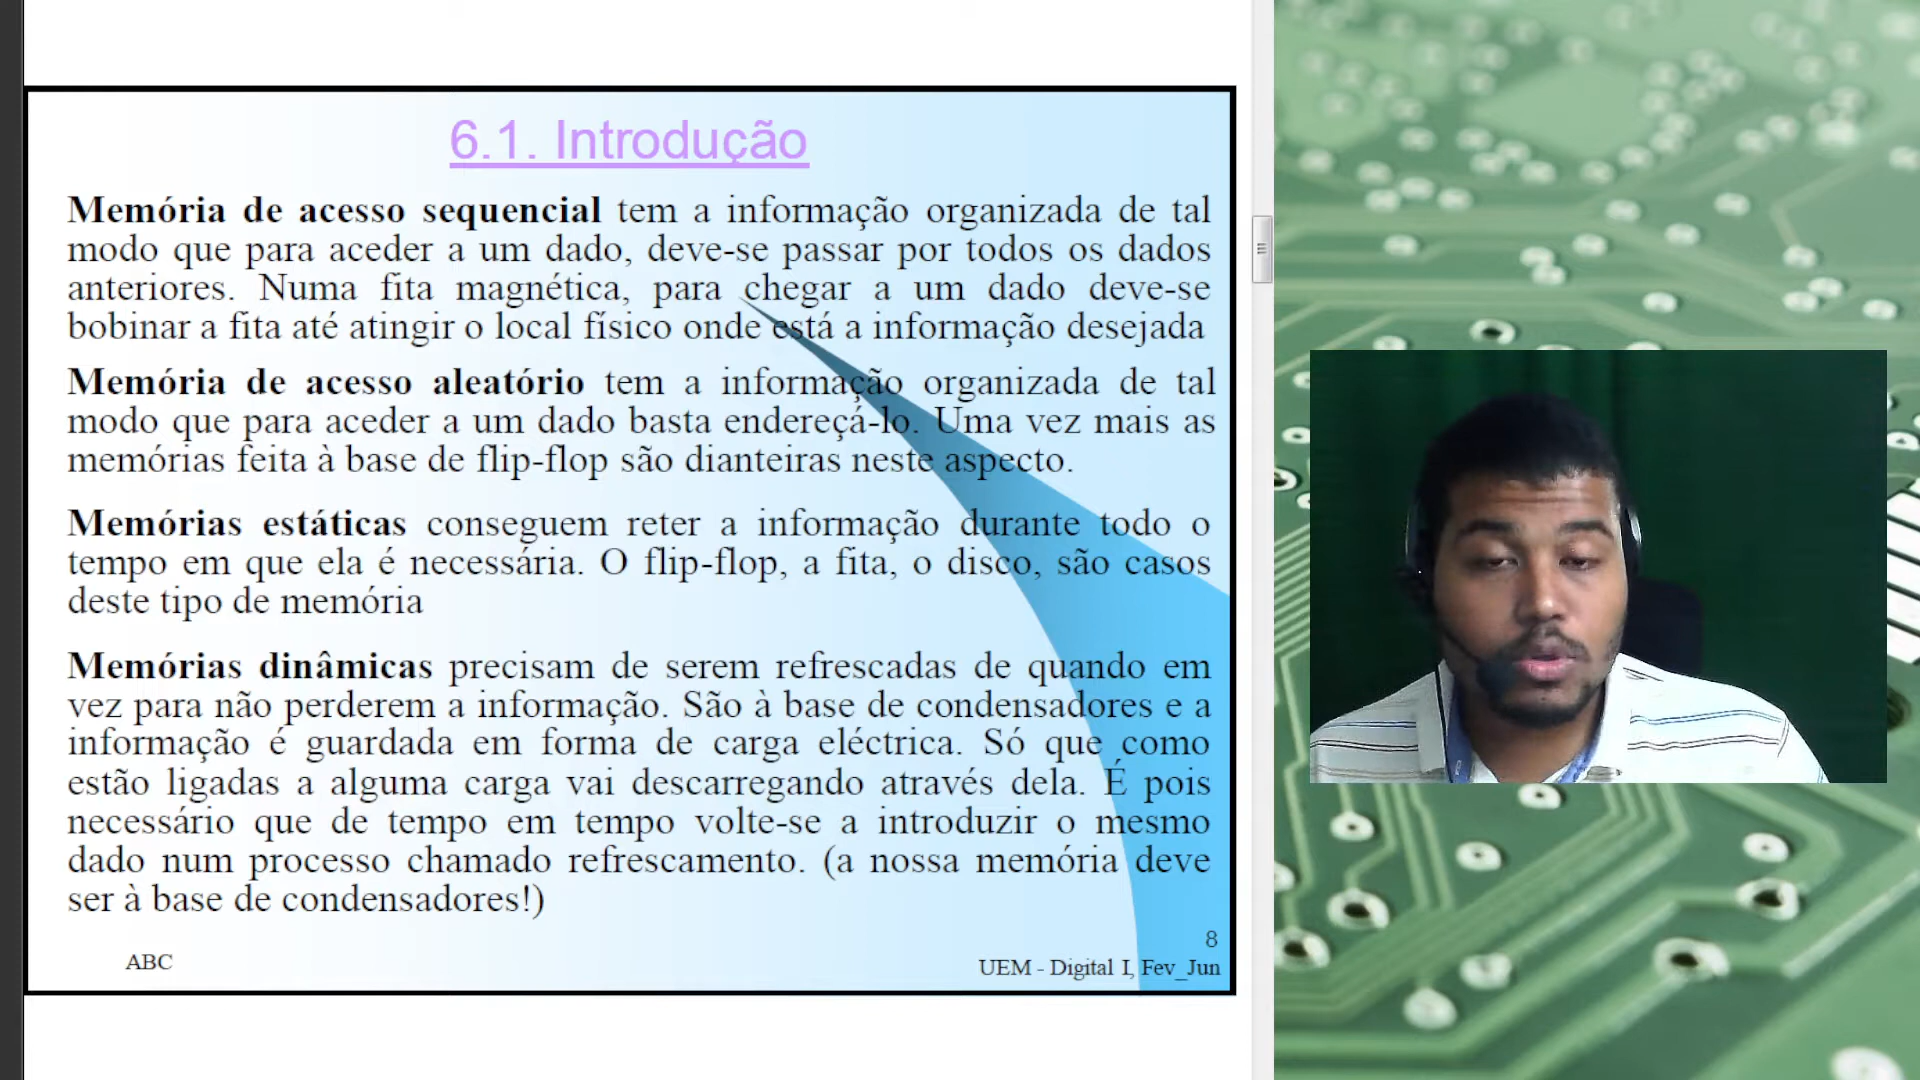 6.1. Introdução
Memória de acesso sequencial tem a informação organizada de tal
modo que para aceder a um dado, deve-se passar por todos os dados
anteriores. Numa fita magnética, para chegar a um dado deve-se
bobinar a fita até atingir o local físico onde está a informação desejada
Memória de acesso aleatório tem a informação organizada de tal
modo que para aceder a um dado basta endereçá-lo. Uma vez mais as
memórias feita à base de flip-flop são dianteiras neste aspecto.
Memórias estáticas conseguem reter a informação durante todo o
tempo em que ela é necessária. O flip-flop, a fita, o disco, são casos
deste tipo de memória
Memórias dinâmicas precisam de serem refrescadas de quando em
vez para não perderem a informação. São à base de condensadores e a
informação é guardada em forma de carga eléctrica. Só que como
estão ligadas a alguma carga vai descarregando através dela. É pois
necessário que de tempo em tempo volte-se a introduzir o mesmo
dado num processo chamado refrescamento. (a nossa memória deve
ser à base de condensadores!)
8
ABC
UEM - Digital I, Fev_Jun